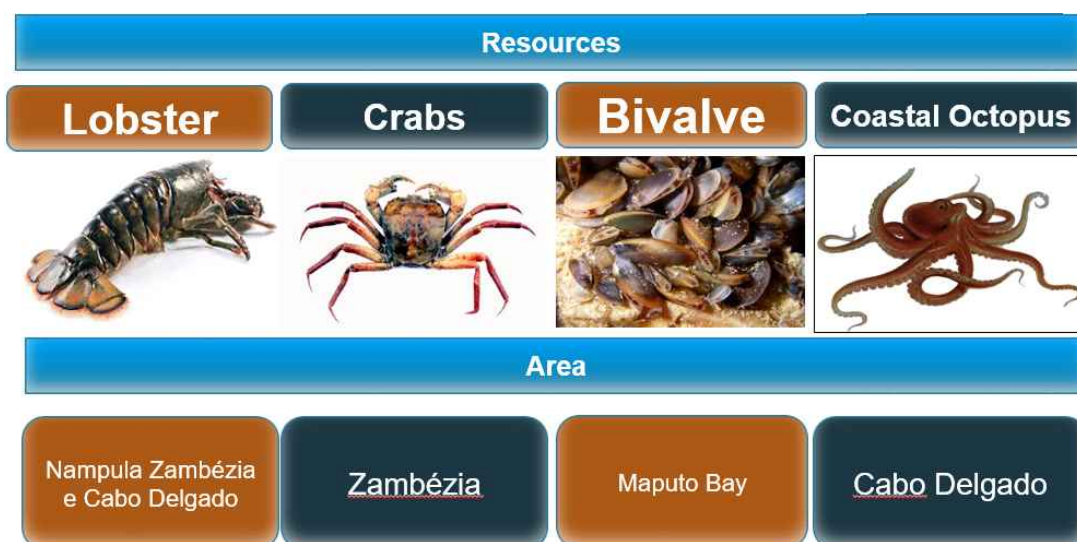 Resources
Lobster
Crabs
Bivalve
Coastal Octopus
Area
Nampula Zambézia
e Cabo Delgado
Zambézia
Maputo Bay
Cabo Delgado